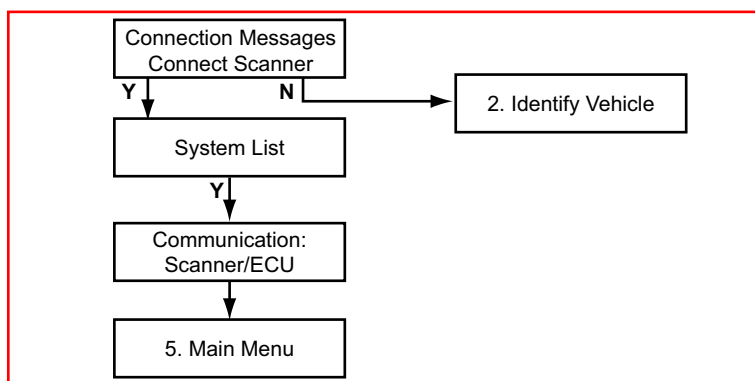 Connection Messages
Connect Scanner
Y
N
2. Identify Vehicle
System List
Y
Communication:
Scanner/ECU
5. Main Menu